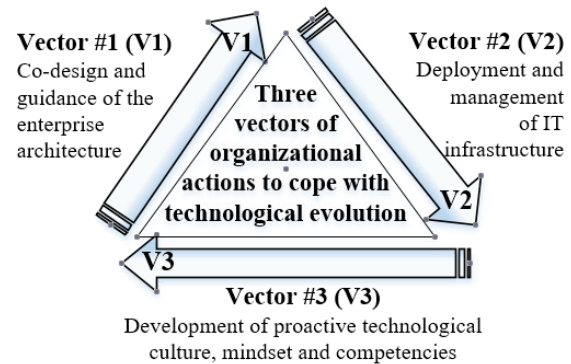 Vector #1 (V1)
Co-design and
guidance of the
enterprise
architecture
V1
Vector #2 (V2)
Deployment and
management
of IT
infrastructure
V2
Three
vectors of
organizational
actions to cope with
technological evolution
V3
Vector #3 (V3)
Development of proactive technological
culture, mindset and competencies